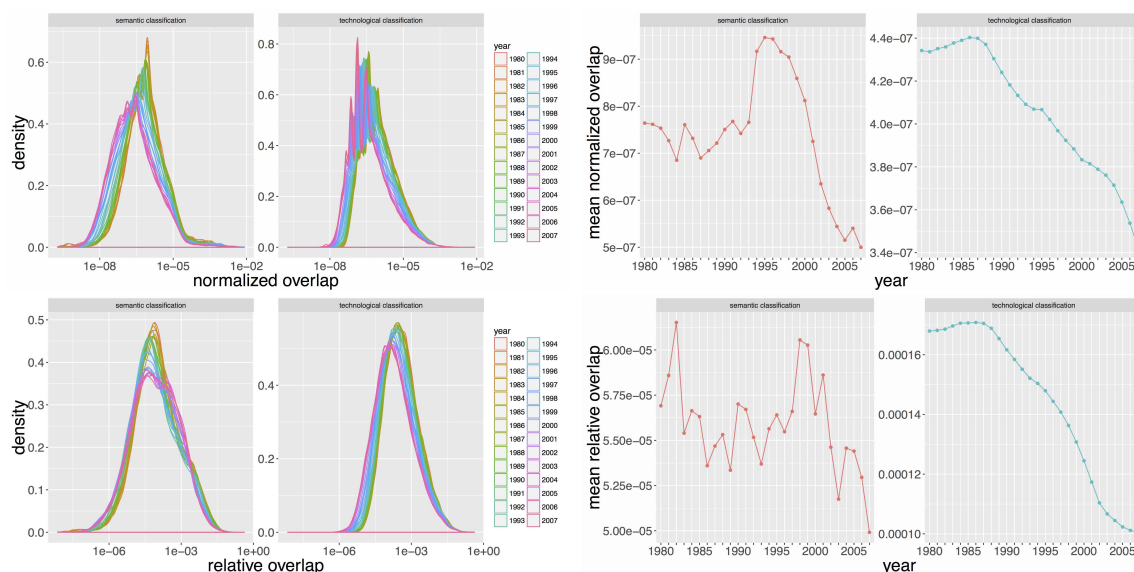 semantic classification
technological classification
density
0.6
0.4
0.2
0.0
0.8
0.6
0.4
0.2
0.0
1e−08
1e−05
1e−02
1e−08
1e−05
1e−02
normalized overlap
year
1980
1981
1982
1983
1984
1985
1986
1987
1988
1989
1990
1991
1992
1993
1994
1995
1996
1997
1998
1999
2000
2001
2002
2003
2004
2005
2006
2007
semantic classification
technological classification
mean normalized overlap
9e−07
8e−07
7e−07
6e−07
5e−07
4.4e−07
4.2e−07
4.0e−07
3.8e−07
3.6e−07
3.4e−07
1980 1985 1990 1995 2000 2005
1980 1985 1990 1995 2000 2005
year
semantic classification
technological classification
density
0.5
0.4
0.3
0.2
0.1
0.0
0.4
0.2
0.0
1e−06
1e−03
1e+00
1e−06
1e−03
1e+00
relative overlap
year
1980
1981
1982
1983
1984
1985
1986
1987
1988
1989
1990
1991
1992
1993
1994
1995
1996
1997
1998
1999
2000
2001
2002
2003
2004
2005
2006
2007
semantic classification
technological classification
mean relative overlap
6.00e−05
5.75e−05
5.50e−05
5.25e−05
5.00e−05
0.00016
0.00014
0.00012
0.00010
1980 1985 1990 1995 2000 2005
1980 1985 1990 1995 2000 2005
year